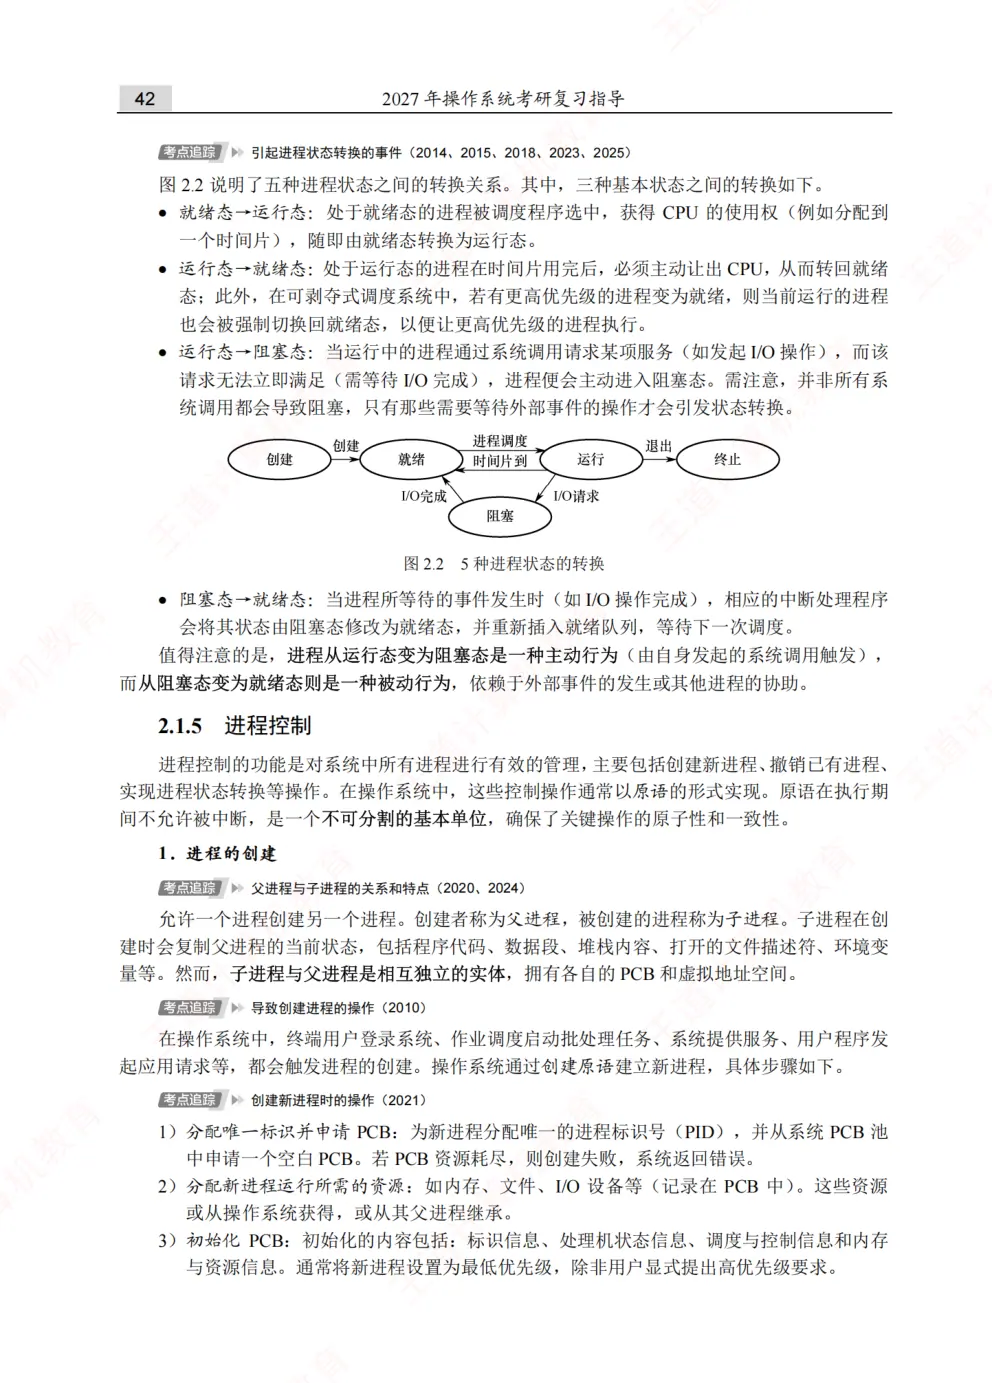 42
2027 年操作系统考研复习指导
考点追踪 引起进程状态转换的事件（2014、2015、2018、2023、2025）
图 2.2 说明了五种进程状态之间的转换关系。其中，三种基本状态之间的转换如下。
● 就绪态→运行态：处于就绪态的进程被调度程序选中，获得 CPU 的使用权（例如分配到
一个时间片），随即由就绪态转换为运行态。
● 运行态→就绪态：处于运行态的进程在时间片用完后，必须主动让出 CPU，从而转回就绪
态；此外，在可剥夺式调度系统中，若有更高优先级的进程变为就绪，则当前运行的进程
也会被强制切换回就绪态，以便让更高优先级的进程执行。
● 运行态→阻塞态：当运行中的进程通过系统调用请求某项服务（如发起 I/O 操作），而该
请求无法立即满足（需等待 I/O 完成），进程便会主动进入阻塞态。需注意，并非所有系
统调用都会导致阻塞，只有那些需要等待外部事件的操作才会引发状态转换。
创建 创建 就绪 进程调度 时间片到 运行 退出 终止
I/O完成 I/O请求
阻塞
图 2.2 5 种进程状态的转换
● 阻塞态→就绪态：当进程所等待的事件发生时（如 I/O 操作完成），相应的中断处理程序
会将其状态由阻塞态修改为就绪态，并重新插入就绪队列，等待下一次调度。
值得注意的是，进程从运行态变为阻塞态是一种主动行为（由自身发起的系统调用触发），
而从阻塞态变为就绪态则是一种被动行为，依赖于外部事件的发生或其他进程的协助。
2.1.5 进程控制
进程控制的功能是对系统中所有进程进行有效的管理，主要包括创建新进程、撤销已有进程、
实现进程状态转换等操作。在操作系统中，这些控制操作通常以原语的形式实现。原语在执行期
间不允许被中断，是一个不可分割的基本单位，确保了关键操作的原子性和一致性。
1．进程的创建
考点追踪 父进程与子进程的关系和特点（2020、2024）
允许一个进程创建另一个进程。创建者称为父进程，被创建的进程称为子进程。子进程在创
建时会复制父进程的当前状态，包括程序代码、数据段、堆栈内容、打开的文件描述符、环境变
量等。然而，子进程与父进程是相互独立的实体，拥有各自的 PCB 和虚拟地址空间。
考点追踪 导致创建进程的操作（2010）
在操作系统中，终端用户登录系统、作业调度启动批处理任务、系统提供服务、用户程序发
起应用请求等，都会触发进程的创建。操作系统通过创建原语建立新进程，具体步骤如下。
考点追踪 创建新进程时的操作（2021）
1）分配唯一标识并申请 PCB：为新进程分配唯一的进程标识号（PID），并从系统 PCB 池
中申请一个空白 PCB。若 PCB 资源耗尽，则创建失败，系统返回错误。
2）分配新进程运行所需的资源：如内存、文件、I/O 设备等（记录在 PCB 中）。这些资源
或从操作系统获得，或从其父进程继承。
3）初始化 PCB：初始化的内容包括：标识信息、处理机状态信息、调度与控制信息和内存
与资源信息。通常将新进程设置为最低优先级，除非用户显式提出高优先级要求。